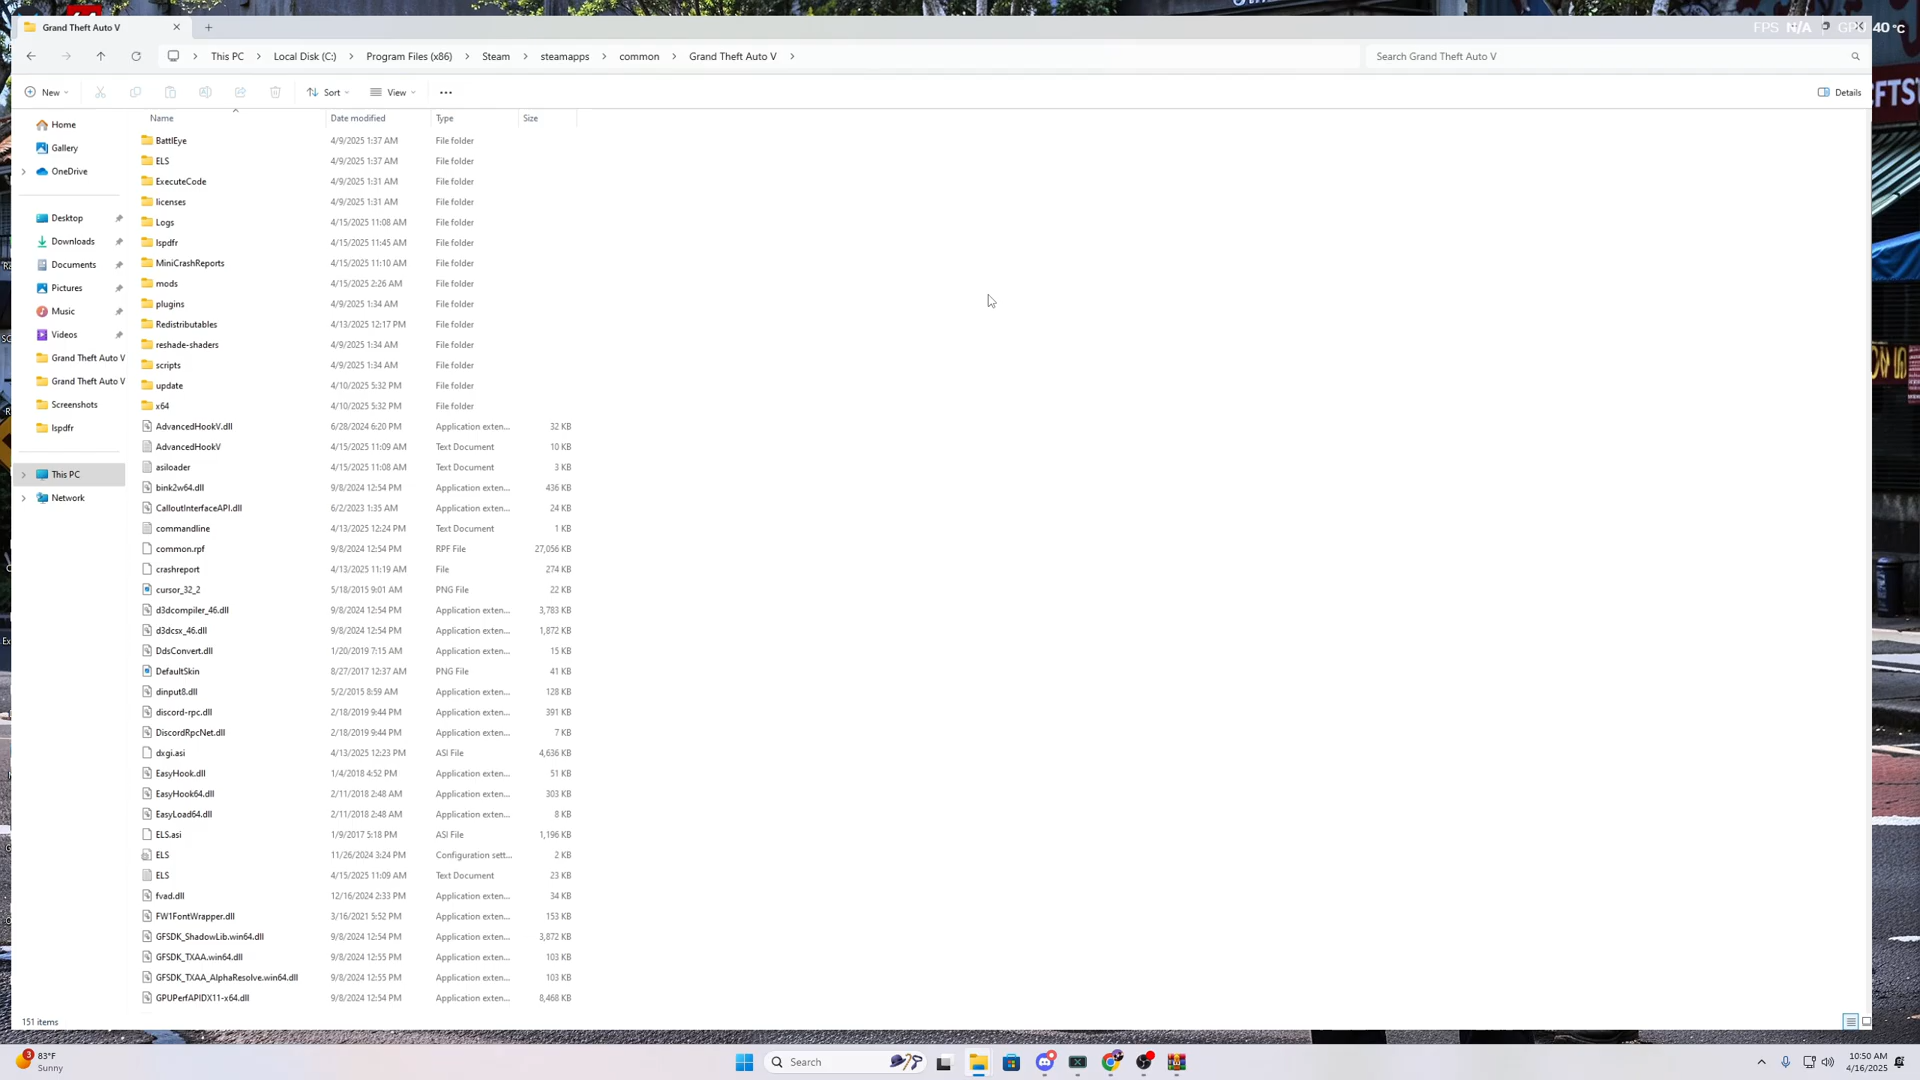 Grand Theft Auto V
FPS N/A GPU 40 °C
This PC Local Disk (C:) Program Files (x86) Steam steamapps common Grand Theft Auto V
Search Grand Theft Auto V
New Sort View Details
Name Date modified Type Size
Home
Gallery
OneDrive
Desktop
Downloads
Documents
Pictures
Music
Videos
Grand Theft Auto V
Grand Theft Auto V
Screenshots
lspdfr
This PC
Network
BattlEye 4/9/2025 1:37 AM File folder
ELS 4/9/2025 1:37 AM File folder
ExecuteCode 4/9/2025 1:31 AM File folder
licenses 4/9/2025 1:31 AM File folder
Logs 4/15/2025 11:08 AM File folder
lspdfr 4/15/2025 11:45 AM File folder
MiniCrashReports 4/15/2025 11:10 AM File folder
mods 4/15/2025 2:26 AM File folder
plugins 4/9/2025 1:34 AM File folder
Redistributables 4/13/2025 12:17 PM File folder
reshade-shaders 4/9/2025 1:34 AM File folder
scripts 4/9/2025 1:34 AM File folder
update 4/10/2025 5:32 PM File folder
x64 4/10/2025 5:32 PM File folder
AdvancedHookV.dll 6/28/2024 6:20 PM Application exten... 32 KB
AdvancedHookV 4/15/2025 11:09 AM Text Document 10 KB
asiloader 4/15/2025 11:08 AM Text Document 3 KB
bink2w64.dll 9/8/2024 12:54 PM Application exten... 436 KB
CalloutInterfaceAPI.dll 6/2/2023 1:35 AM Application exten... 24 KB
commandline 4/13/2025 12:24 PM Text Document 1 KB
common.rpf 9/8/2024 12:54 PM RPF File 27,056 KB
crashreport 4/13/2025 11:19 AM File 274 KB
cursor_32_2 5/18/2015 9:01 AM PNG File 22 KB
d3dcompiler_46.dll 9/8/2024 12:54 PM Application exten... 3,783 KB
d3dcsx_46.dll 9/8/2024 12:54 PM Application exten... 1,872 KB
DdsConvert.dll 1/20/2019 7:15 AM Application exten... 15 KB
DefaultSkin 8/27/2017 12:37 AM PNG File 41 KB
dinput8.dll 5/2/2015 8:59 AM Application exten... 128 KB
discord-rpc.dll 2/18/2019 9:44 PM Application exten... 391 KB
DiscordRpcNet.dll 2/18/2019 9:44 PM Application exten... 7 KB
dxgi.asi 4/13/2025 12:23 PM ASI File 4,636 KB
EasyHook.dll 1/4/2018 4:52 PM Application exten... 51 KB
EasyHook64.dll 2/11/2018 2:48 AM Application exten... 303 KB
EasyLoad64.dll 2/11/2018 2:48 AM Application exten... 8 KB
ELS.asi 1/9/2017 5:18 PM ASI File 1,196 KB
ELS 11/26/2024 3:24 PM Configuration sett... 2 KB
ELS 4/15/2025 11:09 AM Text Document 23 KB
fvad.dll 12/16/2024 2:33 PM Application exten... 34 KB
FW1FontWrapper.dll 3/16/2021 5:52 PM Application exten... 153 KB
GFSDK_ShadowLib.win64.dll 9/8/2024 12:54 PM Application exten... 3,872 KB
GFSDK_TXAA.win64.dll 9/8/2024 12:55 PM Application exten... 103 KB
GFSDK_TXAA_AlphaResolve.win64.dll 9/8/2024 12:55 PM Application exten... 103 KB
GPUPerfAPIDX11-x64.dll 9/8/2024 12:54 PM Application exten... 8,468 KB
151 items
3 83°F
Sunny
Search
10:50 AM
4/16/2025